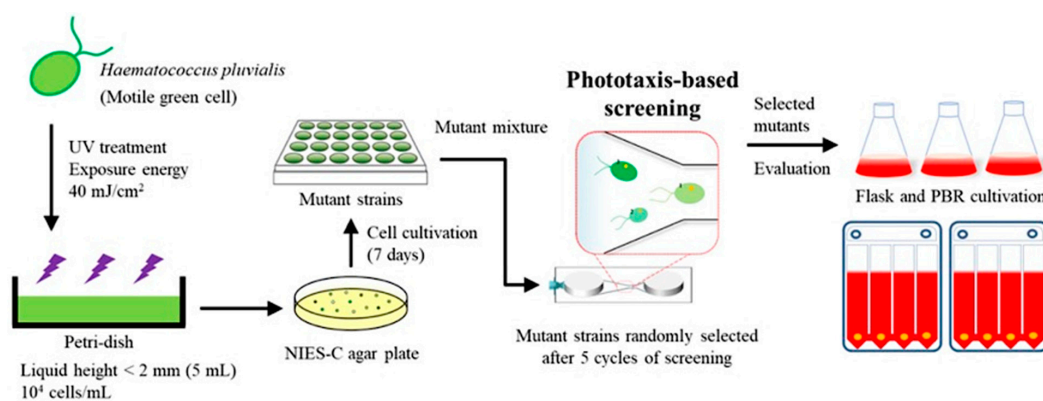 Haematococcus pluvialis
(Motile green cell)
UV treatment
Exposure energy
40 mJ/cm²
Petri-dish
Liquid height < 2 mm (5 mL)
10⁴ cells/mL
NIES-C agar plate
Cell cultivation
(7 days)
Mutant strains
Mutant mixture
Phototaxis-based
screening
Mutant strains randomly selected
after 5 cycles of screening
Selected
mutants
Evaluation
Flask and PBR cultivation